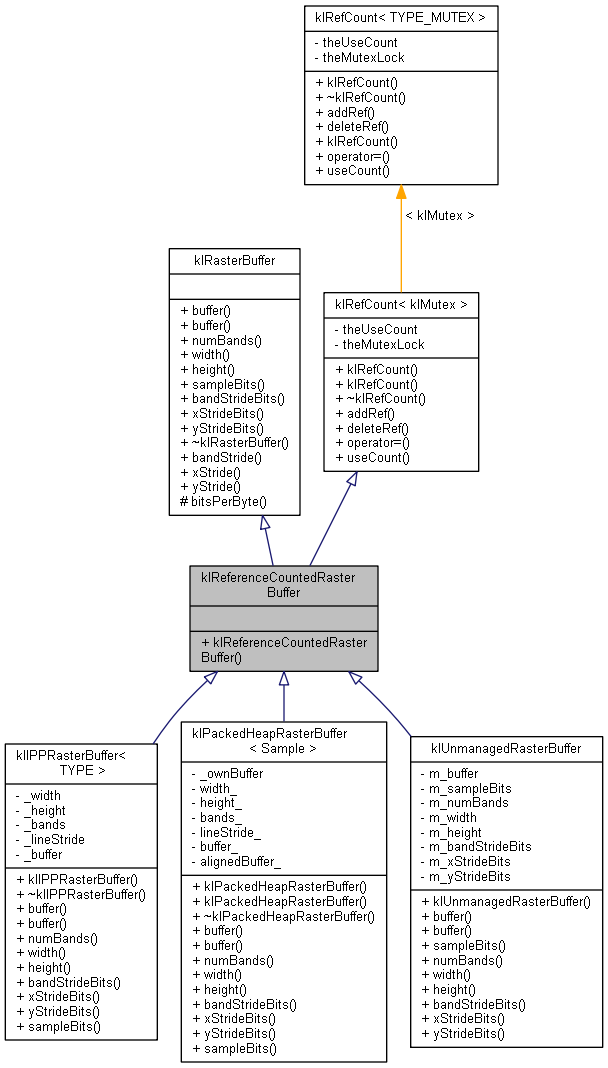 klRefCount< TYPE_MUTEX >
- theUseCount
- theMutexLock
+ klRefCount()
+ ~klRefCount()
+ addRef()
+ deleteRef()
+ klRefCount()
+ operator=()
+ useCount()
< klMutex >
klRasterBuffer
+ buffer()
+ buffer()
+ numBands()
+ width()
+ height()
+ sampleBits()
+ bandStrideBits()
+ xStrideBits()
+ yStrideBits()
+ ~klRasterBuffer()
+ bandStride()
+ xStride()
+ yStride()
# bitsPerByte()
klRefCount< klMutex >
- theUseCount
- theMutexLock
+ klRefCount()
+ klRefCount()
+ ~klRefCount()
+ addRef()
+ deleteRef()
+ operator=()
+ useCount()
klReferenceCountedRaster
Buffer
+ klReferenceCountedRaster
Buffer()
klIPPRasterBuffer<
TYPE >
- _width
- _height
- _bands
- _lineStride
- _buffer
+ klIPPRasterBuffer()
+ ~klIPPRasterBuffer()
+ buffer()
+ buffer()
+ numBands()
+ width()
+ height()
+ bandStrideBits()
+ xStrideBits()
+ yStrideBits()
+ sampleBits()
klPackedHeapRasterBuffer
< Sample >
- _ownBuffer
- width_
- height_
- bands_
- lineStride_
- buffer_
- alignedBuffer_
+ klPackedHeapRasterBuffer()
+ klPackedHeapRasterBuffer()
+ ~klPackedHeapRasterBuffer()
+ buffer()
+ buffer()
+ numBands()
+ width()
+ height()
+ bandStrideBits()
+ xStrideBits()
+ yStrideBits()
+ sampleBits()
klUnmanagedRasterBuffer
- m_buffer
- m_sampleBits
- m_numBands
- m_width
- m_height
- m_bandStrideBits
- m_xStrideBits
- m_yStrideBits
+ klUnmanagedRasterBuffer()
+ buffer()
+ buffer()
+ sampleBits()
+ numBands()
+ width()
+ height()
+ bandStrideBits()
+ xStrideBits()
+ yStrideBits()